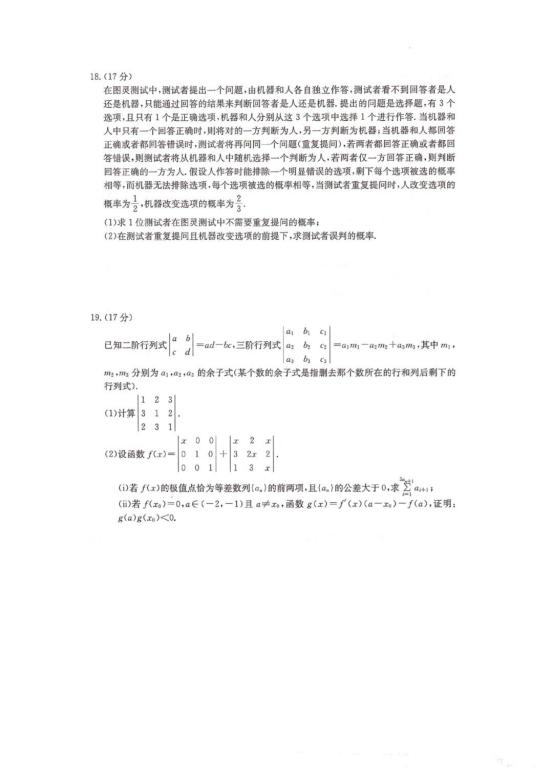 18.(17 分)
在图灵测试中,测试者提出一个问题,由机器和人各自独立作答,测试者看不到回答者是人
还是机器,只能通过回答的结果来判断回答者是人还是机器.提出的问题是选择题,有 3 个
选项,且只有 1 个是正确选项,机器和人分别从这 3 个选项中选择 1 个进行作答.当机器和
人中只有一个回答正确时,则将对的一方判断为人,另一方判断为机器;当机器和人都回答
正确或者都回答错误时,测试者将再问同一个问题(重复提问),若两者都回答正确或者都回
答错误,则测试者将从机器和人中随机选择一个判断为人,若两者仅一方回答正确,则判断
回答正确的一方为人.假设人作答时能排除一个明显错误的选项,剩下每个选项被选的概率
相等,而机器无法排除选项,每个选项被选的概率相等,当测试者重复提问时,人改变选项的
概率为1/2,机器改变选项的概率为2/3.
(1)求 1 位测试者在图灵测试中不需要重复提问的概率;
(2)在测试者重复提问且机器改变选项的前提下,求测试者误判的概率.
19.(17 分)
已知二阶行列式|a b; c d|=ad−bc,三阶行列式|a₁ b₁ c₁; a₂ b₂ c₂; a₃ b₃ c₃|=a₁m₁−a₂m₂+a₃m₃,其中 m₁,
m₂,m₃ 分别为 a₁,a₂,a₃ 的余子式(某个数的余子式是指删去那个数所在的行和列后剩下的
行列式).
(1)计算|1 2 3; 3 1 2; 2 3 1|.
(2)设函数 f(x)=|x 0 0; 0 1 0; 0 0 1|+|x 2 x; 3 2x 2; 1 3 x|.
(i)若 f(x)的极值点恰为等差数列{aₙ}的前两项,且{aₙ}的公差大于 0,求
(ii)若 f(x₀)=0,a∈(−2,−1)且 a≠x₀,函数 g(x)=f′(x)(a−x₀)−f(a),证明:
g(a)g(x₀)<0.